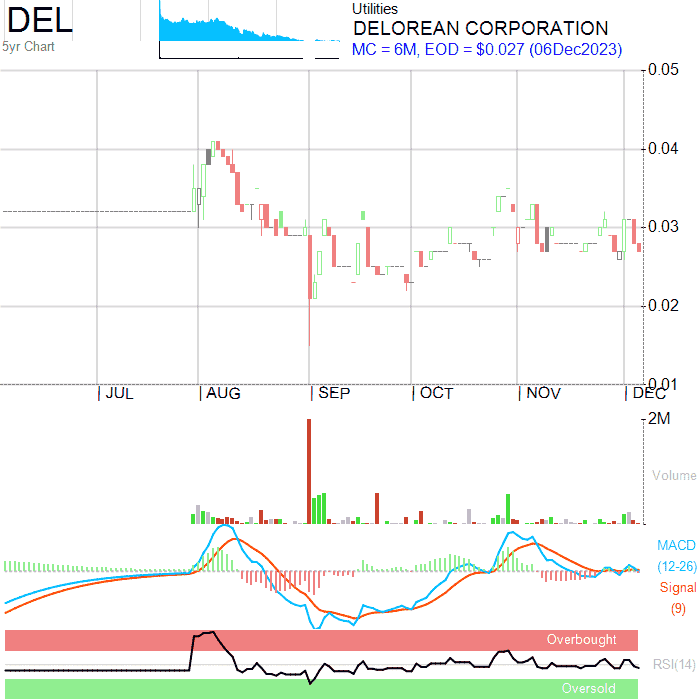 DEL
5yr Chart
Utilities
DELOREAN CORPORATION
MC = 6M, EOD = $0.027 (06Dec2023)
0.05
0.04
0.03
0.02
0.01
JUL AUG SEP OCT NOV DEC
2M
Volume
MACD
(12-26)
Signal
(9)
Overbought
RSI(14)
Oversold